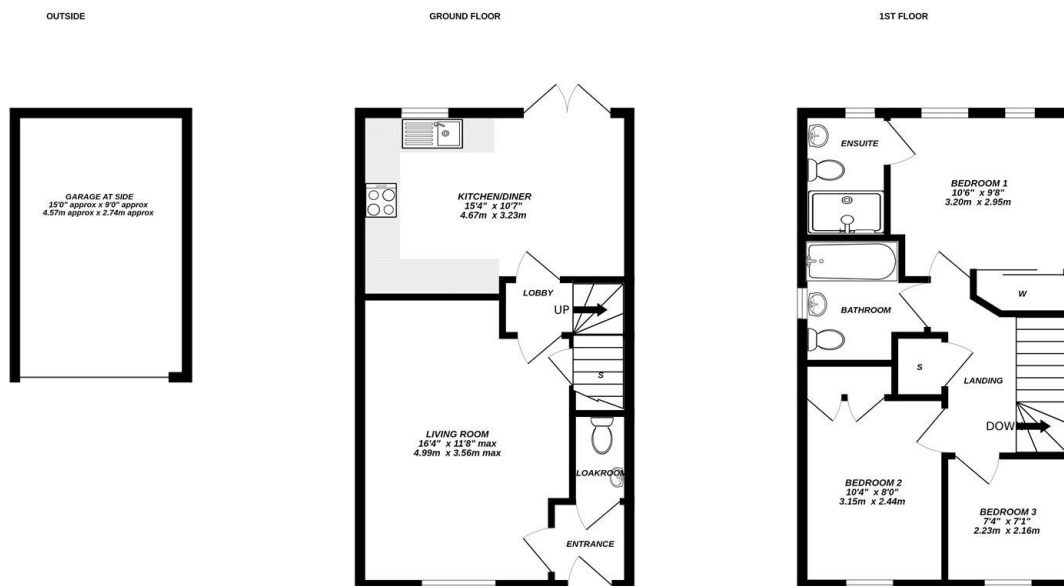 OUTSIDE
GARAGE AT SIDE
15'0" approx x 9'0" approx
4.57m approx x 2.74m approx
GROUND FLOOR
KITCHEN/DINER
15'4" x 10'7"
4.67m x 3.23m
LOBBY
UP
S
LIVING ROOM
16'4" x 11'8" max
4.99m x 3.56m max
LOAKROOM
ENTRANCE
1ST FLOOR
ENSUITE
BEDROOM 1
10'6" x 9'8"
3.20m x 2.95m
W
BATHROOM
S
LANDING
DOWN
BEDROOM 2
10'4" x 8'0"
3.15m x 2.44m
BEDROOM 3
7'4" x 7'1"
2.23m x 2.16m